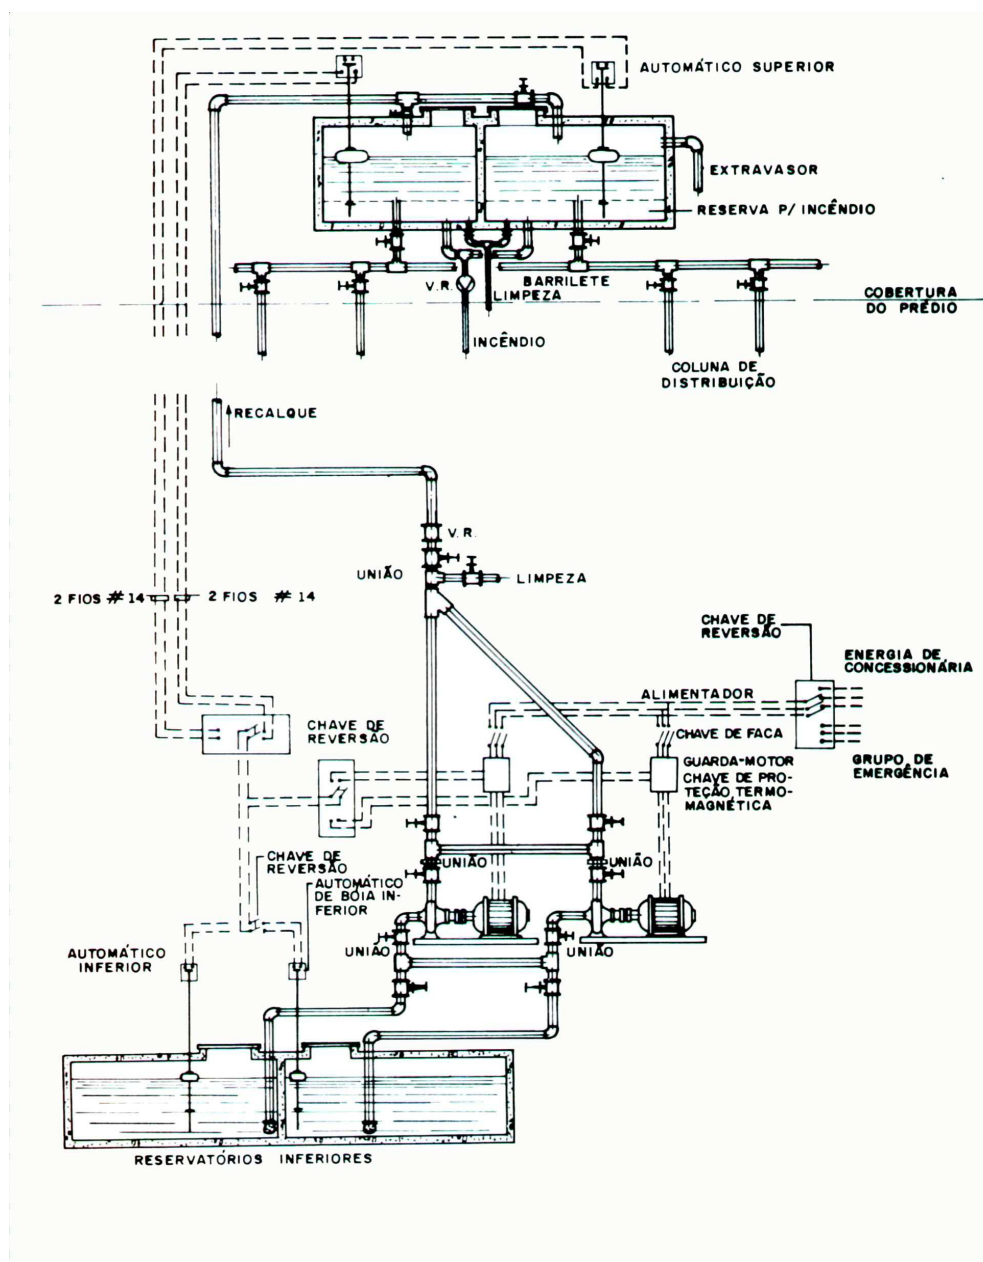 AUTOMÁTICO SUPERIOR
EXTRAVASOR
RESERVA P/ INCÊNDIO
V.R.
BARRILETE
LIMPEZA
COBERTURA
DO PRÉDIO
INCÊNDIO
COLUNA DE
DISTRIBUIÇÃO
RECALQUE
V.R.
UNIÃO
LIMPEZA
2 FIOS # 14
2 FIOS # 14
CHAVE DE
REVERSÃO
ENERGIA DE
CONCESSIONÁRIA
ALIMENTADOR
CHAVE DE
REVERSÃO
CHAVE DE FACA
GRUPO DE
EMERGÊNCIA
GUARDA-MOTOR
CHAVE DE PRO-
TEÇÃO, TERMO-
MAGNÉTICA
CHAVE DE
REVERSÃO
UNIÃO
UNIÃO
AUTOMÁTICO
DE BÓIA IN-
FERIOR
AUTOMÁTICO
INFERIOR
UNIÃO
UNIÃO
RESERVATÓRIOS INFERIORES